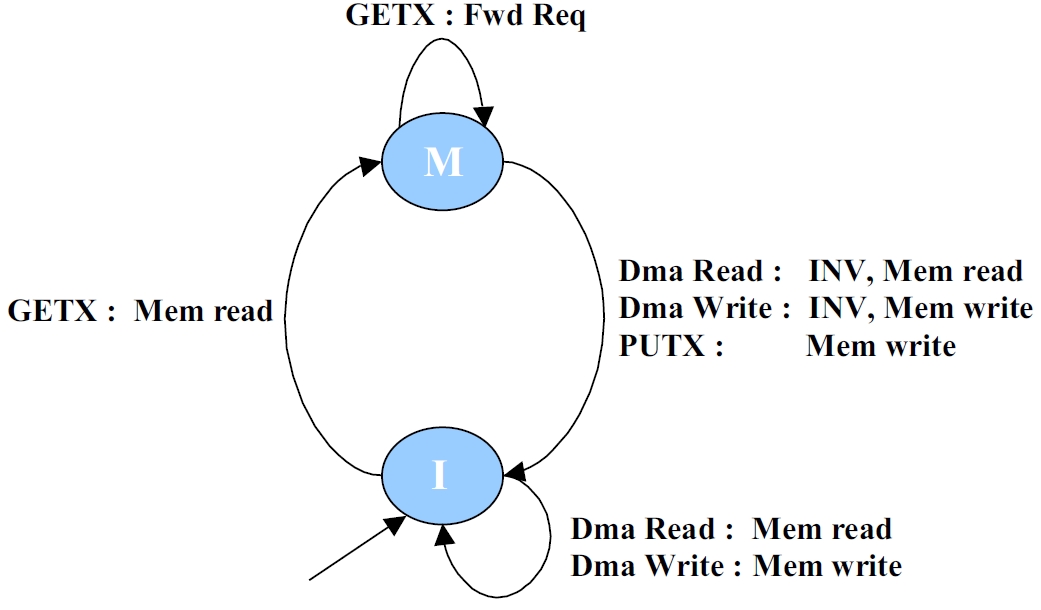 GETX : Fwd Req
M
Dma Read : INV, Mem read
Dma Write : INV, Mem write
PUTX : Mem write
GETX : Mem read
I
Dma Read : Mem read
Dma Write : Mem write